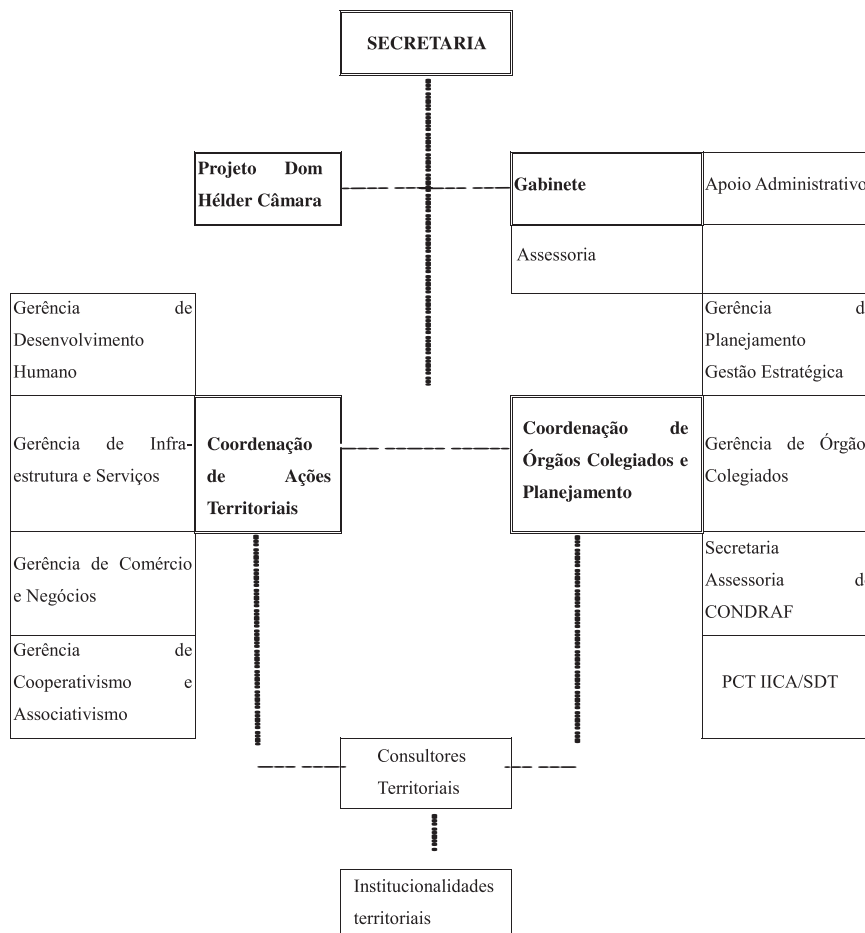 SECRETARIA
Projeto Dom
Hélder Câmara
Gabinete
Apoio Administrativo
Assessoria
Gerência de
Desenvolvimento
Humano
Gerência d
Planejamento
Gestão Estratégica
Gerência de Infra-
estrutura e Serviços
Coordenação
de Ações
Territoriais
Coordenação de
Órgãos Colegiados e
Planejamento
Gerência de Órgão
Colegiados
Gerência de Comércio
e Negócios
Secretaria
Assessoria d
CONDRAF
Gerência de
Cooperativismo e
Associativismo
PCT IICA/SDT
Consultores
Territoriais
Institucionalidades
territoriais